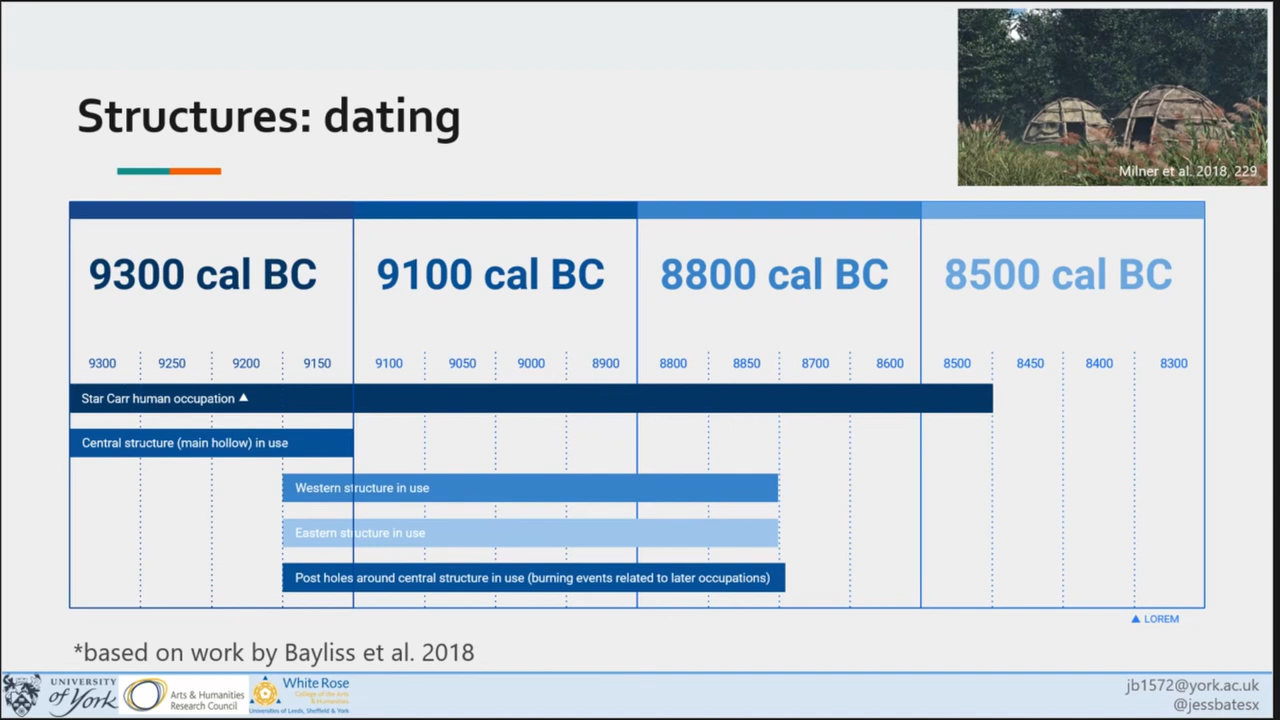 Structures: dating
Milner et al. 2018, 229
9300 cal BC
9100 cal BC
8800 cal BC
8500 cal BC
9300 9250 9200 9150 9100 9050 9000 8900 8800 8850 8700 8600 8500 8450 8400 8300
Star Carr human occupation ▲
Central structure (main hollow) in use
Western structure in use
Eastern structure in use
Post holes around central structure in use (burning events related to later occupations)
▲ LOREM
*based on work by Bayliss et al. 2018
UNIVERSITY
of York
Arts & Humanities
Research Council
White Rose
College of the Arts
& Humanities
Universities of Leeds, Sheffield & York
jb1572@york.ac.uk
@jessbatesx